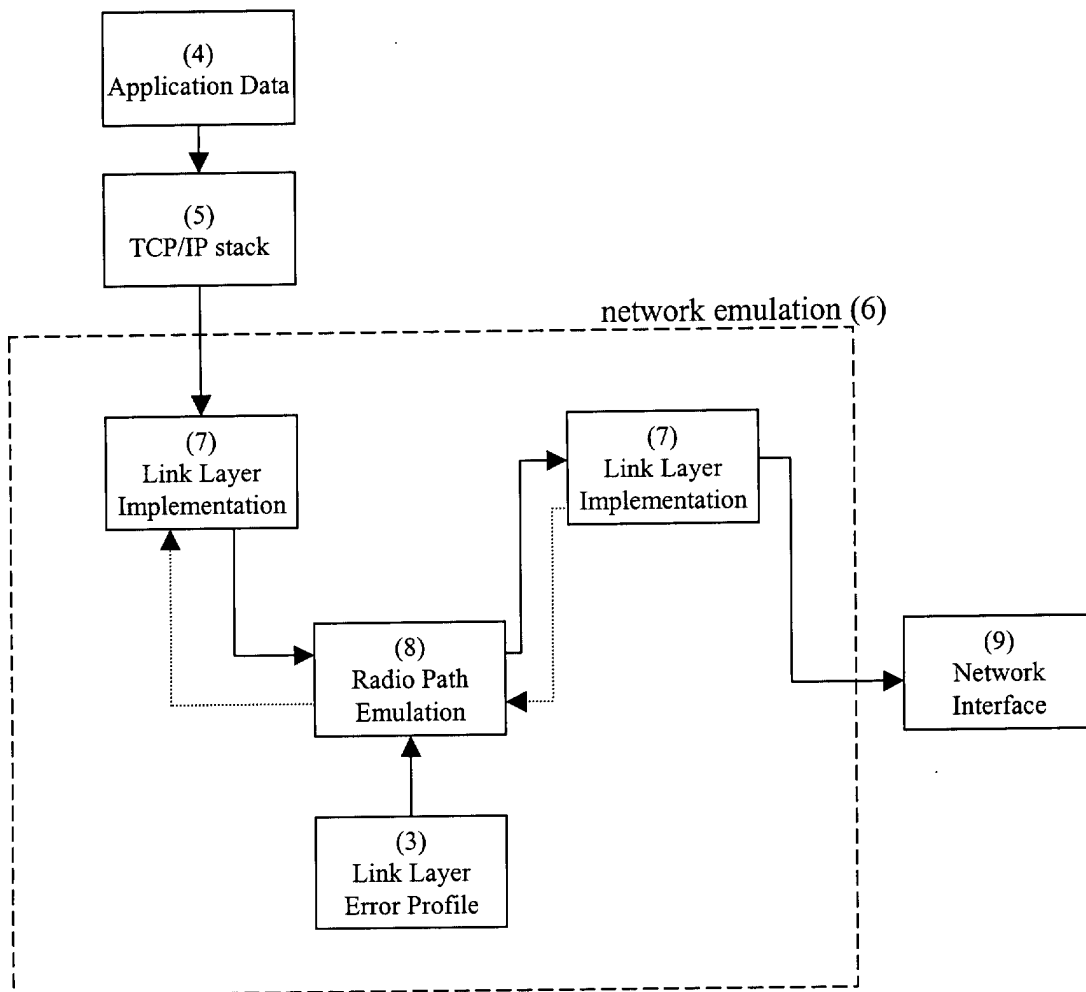 (4)
Application Data
(5)
TCP/IP stack
network emulation (6)
(7)
Link Layer
Implementation
(7)
Link Layer
Implementation
(8)
Radio Path
Emulation
(9)
Network
Interface
(3)
Link Layer
Error Profile